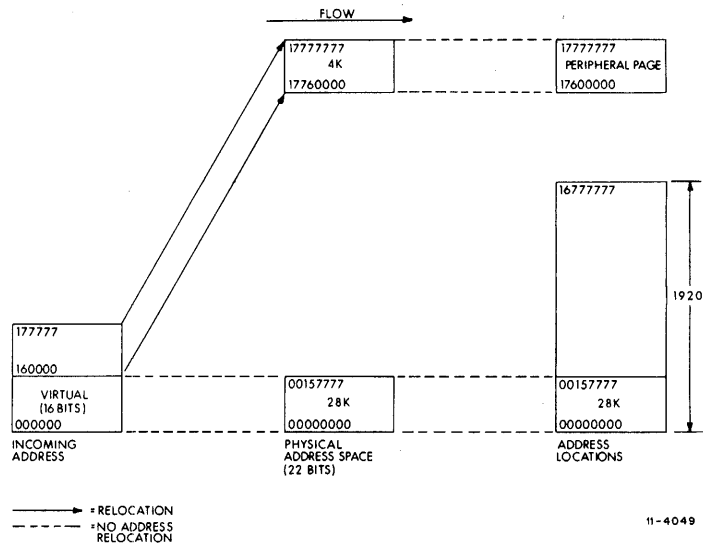 FLOW
17777777
4K
17760000
17777777
PERIPHERAL PAGE
17600000
16777777
1920
177777
160000
VIRTUAL
(16 BITS)
000000
00157777
28K
00000000
00157777
28K
00000000
INCOMING
ADDRESS
PHYSICAL
ADDRESS SPACE
(22 BITS)
ADDRESS
LOCATIONS
= RELOCATION
= NO ADDRESS
RELOCATION
11-4049